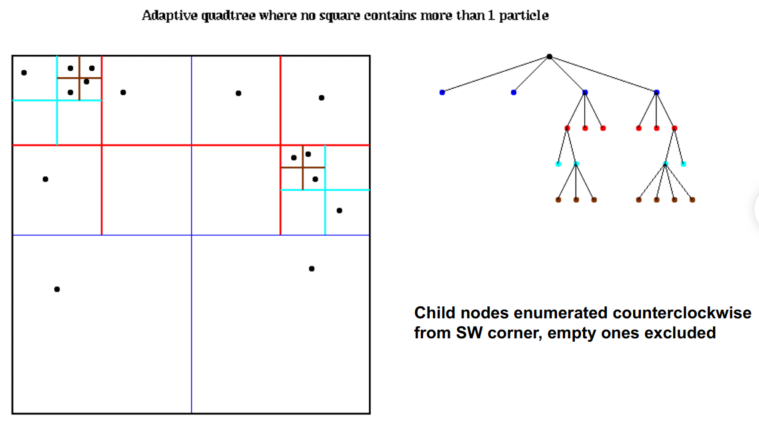 Adaptive quadtree where no square contains more than 1 particle
Child nodes enumerated counterclockwise
from SW corner, empty ones excluded